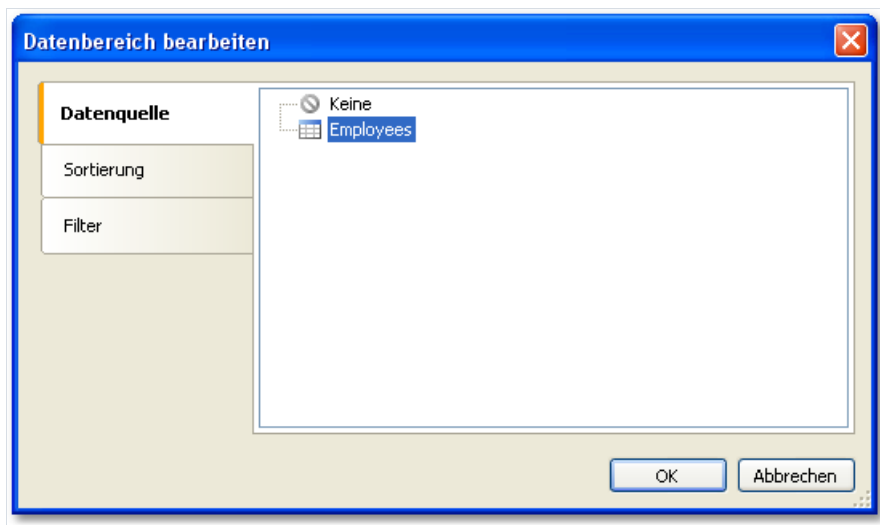 Datenbereich bearbeiten
Datenquelle
Sortierung
Filter
Keine
Employees
OK
Abbrechen